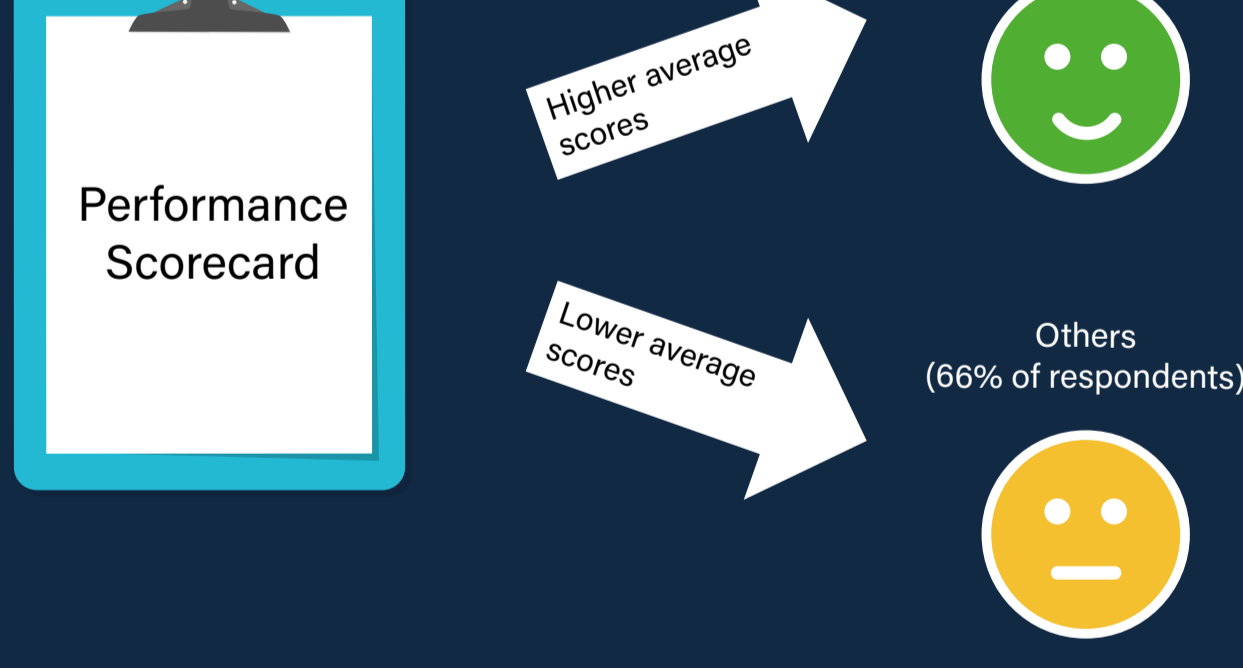 Performance
Scorecard
Higher average
scores
Lower average
scores
Others
(66% of respondents)